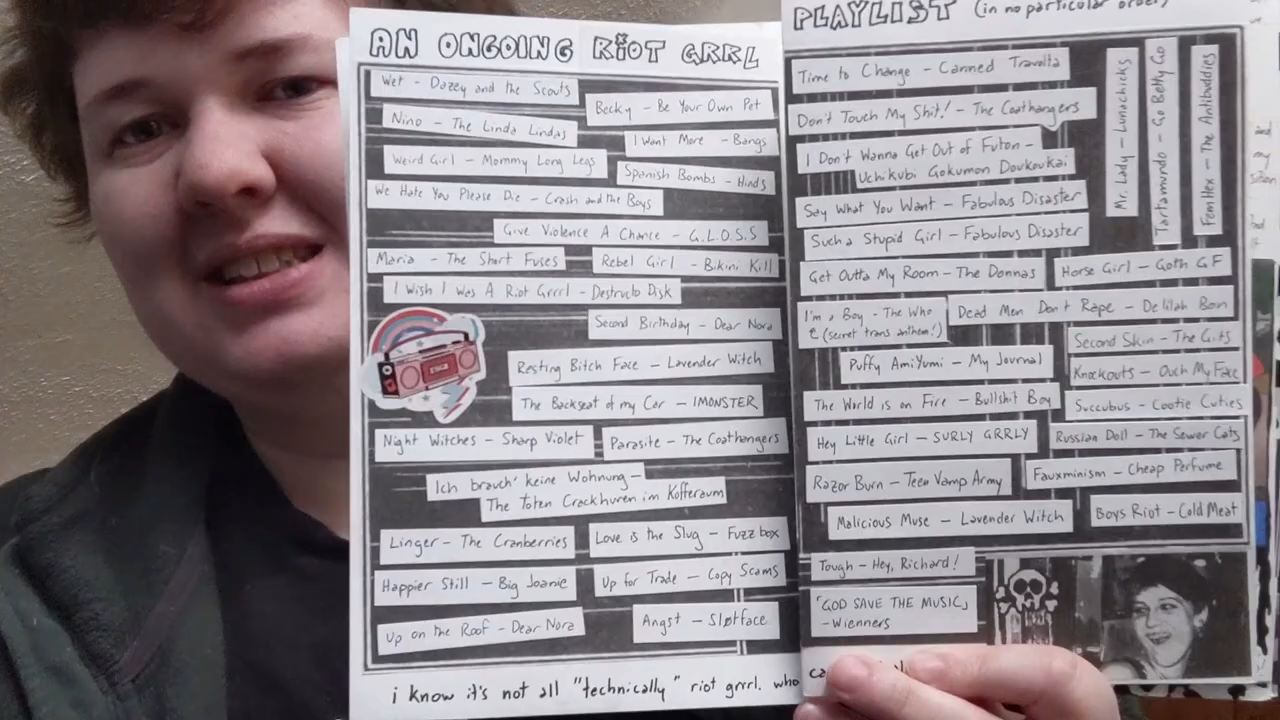 AN ONGOING RIOT GRRL
Wet - Dazey and the Scouts
Becky - Be Your Own Pet
Nino - The Linda Lindas
I Want More - Bangs
Weird Girl - Mommy Long Legs
Spanish Bombs - Hinds
We Hate You Please Die - Crash and the Boys
Give Violence A Chance - G.L.O.S.S
Maria - The Short Fuses
Rebel Girl - Bikini Kill
I Wish I Was A Riot Grrrl - Destructo Disk
Second Birthday - Dear Nora
Resting Bitch Face - Lavender Witch
The Backseat of my Car - IMONSTER
Night Witches - Sharp Violet
Parasite - The Coathangers
Ich brauch' keine Wohnung -
The Toten Crackhuren im Kofferaum
Linger - The Cranberries
Love is the Slug - Fuzzbox
Happier Still - Big Joanie
Up for Trade - Copy Scams
Up on the Roof - Dear Nora
Angst - Sløtface
i know it's not all "technically" riot grrrl. who
PLAYLIST (in no particular order)
Time to Change - Canned Travolta
Don't Touch My Shit! - The Coathangers
I Don't Wanna Get Out of Futon -
Uchikubi Gokumon Doukoukai
Say What You Want - Fabulous Disaster
Such a Stupid Girl - Fabulous Disaster
Mr. Lady - Lunachicks
Tartamundo - Go Betty Go
FemHex - The Antibuddies
Get Outta My Room - The Donnas
Horse Girl - Goth GF
I'm a Boy - The Who
(secret trans anthem!)
Dead Men Don't Rape - Delilah Bon
Second Skin - The Gits
Puffy AmiYumi - My Journal
Knockouts - Ouch My Face
The World is on Fire - Bullshit Boy
Succubus - Cootie Cuties
Hey Little Girl - SURLY GRRLY
Russian Doll - The Sewer Cats
Razor Burn - Teen Vamp Army
Fauxminism - Cheap Perfume
Malicious Muse - Lavender Witch
Boys Riot - Cold Meat
Tough - Hey, Richard!
「GOD SAVE THE MUSIC」
- Wienners
and
my